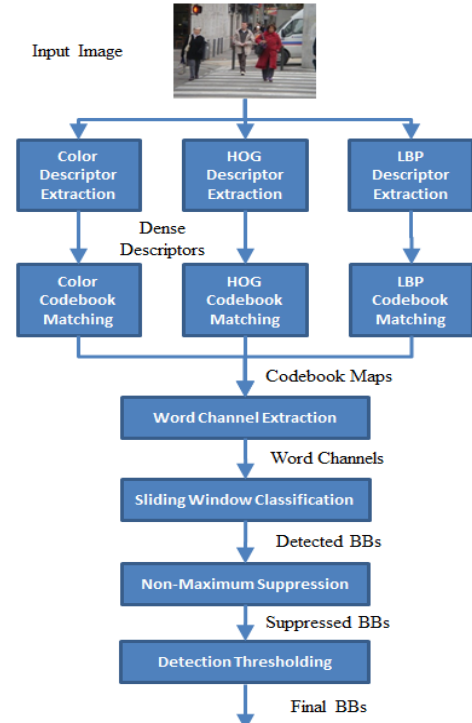 Input Image
Color
Descriptor
Extraction
HOG
Descriptor
Extraction
LBP
Descriptor
Extraction
Dense
Descriptors
Color
Codebook
Matching
HOG
Codebook
Matching
LBP
Codebook
Matching
Codebook Maps
Word Channel Extraction
Word Channels
Sliding Window Classification
Detected BBs
Non-Maximum Suppression
Suppressed BBs
Detection Thresholding
Final BBs